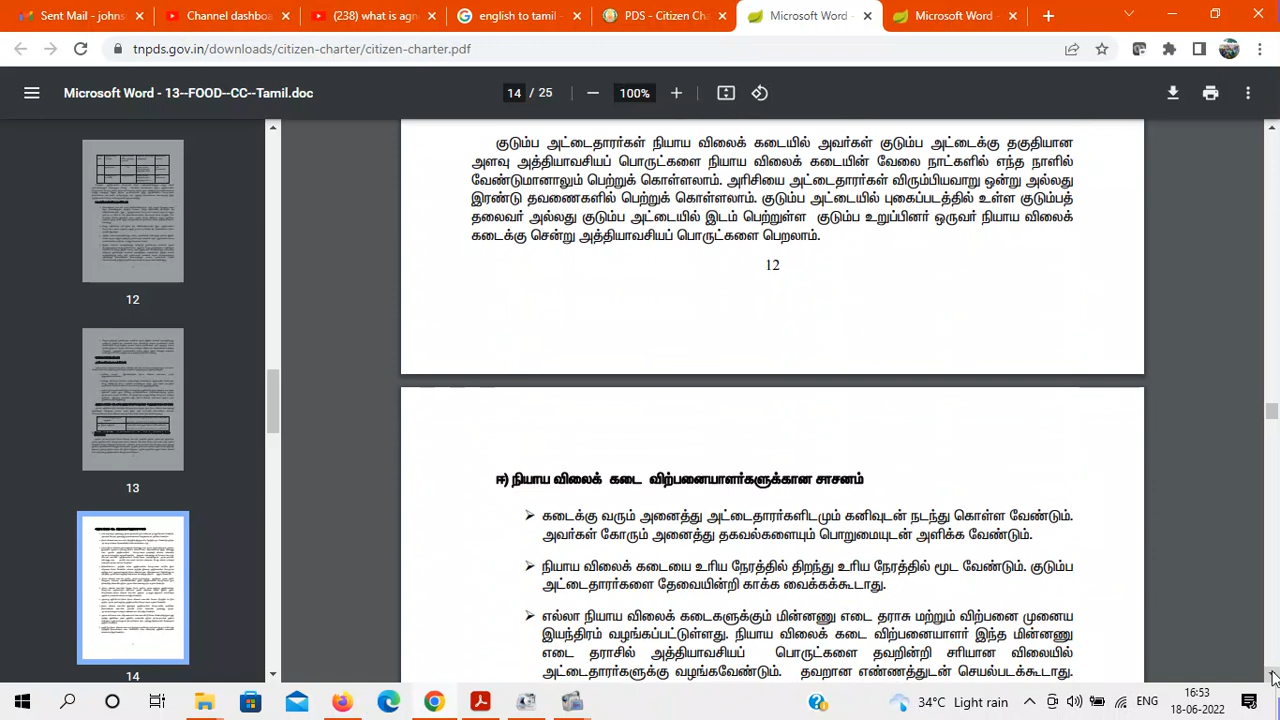 Sent Mail - johns
Channel dashboa
(238) what is agn
english to tamil -
PDS - Citizen Cha
Microsoft Word -
Microsoft Word -
tnpds.gov.in/downloads/citizen-charter/citizen-charter.pdf
Microsoft Word - 13--FOOD--CC--Tamil.doc
14 / 25
100%
12
13
14
குடும்ப அட்டைதாரர்கள் நியாய விலைக் கடையில் அவர்கள் குடும்ப அட்டைக்கு தகுதியான
அளவு அத்தியாவசியப் பொருட்களை நியாய விலைக் கடையின் வேலை நாட்களில் எந்த நாளில்
வேண்டுமானாலும் பெற்றுக் கொள்ளலாம். அரிசியை அட்டைதாரர்கள் விரும்பியவாறு ஒன்று அல்லது
இரண்டு தவணைகளில் பெற்றுக் கொள்ளலாம். குடும்ப அட்டையில் புகைப்படத்தில் உள்ள குடும்பத்
தலைவர் அல்லது குடும்ப அட்டையில் இடம் பெற்றுள்ள குடும்ப உறுப்பினர் ஒருவர் நியாய விலைக்
கடைக்கு சென்று அத்தியாவசியப் பொருட்களை பெறலாம்.
12
ஈ) நியாய விலைக் கடை விற்பனையாளர்களுக்கான சாசனம்
➢ கடைக்கு வரும் அனைத்து அட்டைதாரர்களிடமும் கனிவுடன் நடந்து கொள்ள வேண்டும்.
அவர்கள் கோரும் அனைத்து தகவல்களையும் பொறுமையுடன் அளிக்க வேண்டும்.
➢ நியாயவிலைக் கடையை உரிய நேரத்தில் திறந்து உரிய நேரத்தில் மூட வேண்டும். குடும்ப
அட்டைதாரர்களை தேவையின்றி காக்க வைக்கக்கூடாது.
➢ எல்லா நியாய விலைக் கடைகளுக்கும் மின்னணு எடை தராசு மற்றும் விற்பனை முனைய
இயந்திரம் வழங்கப்பட்டுள்ளது. நியாய விலைக் கடை விற்பனையாளர் இந்த மின்னணு
எடை தராசில் அத்தியாவசியப் பொருட்களை தவறின்றி சரியான விலையில்
அட்டைதாரர்களுக்கு வழங்கவேண்டும். தவறான எண்ணத்துடன் செயல்படக்கூடாது.
34°C Light rain
ENG
16:53
18-06-2022